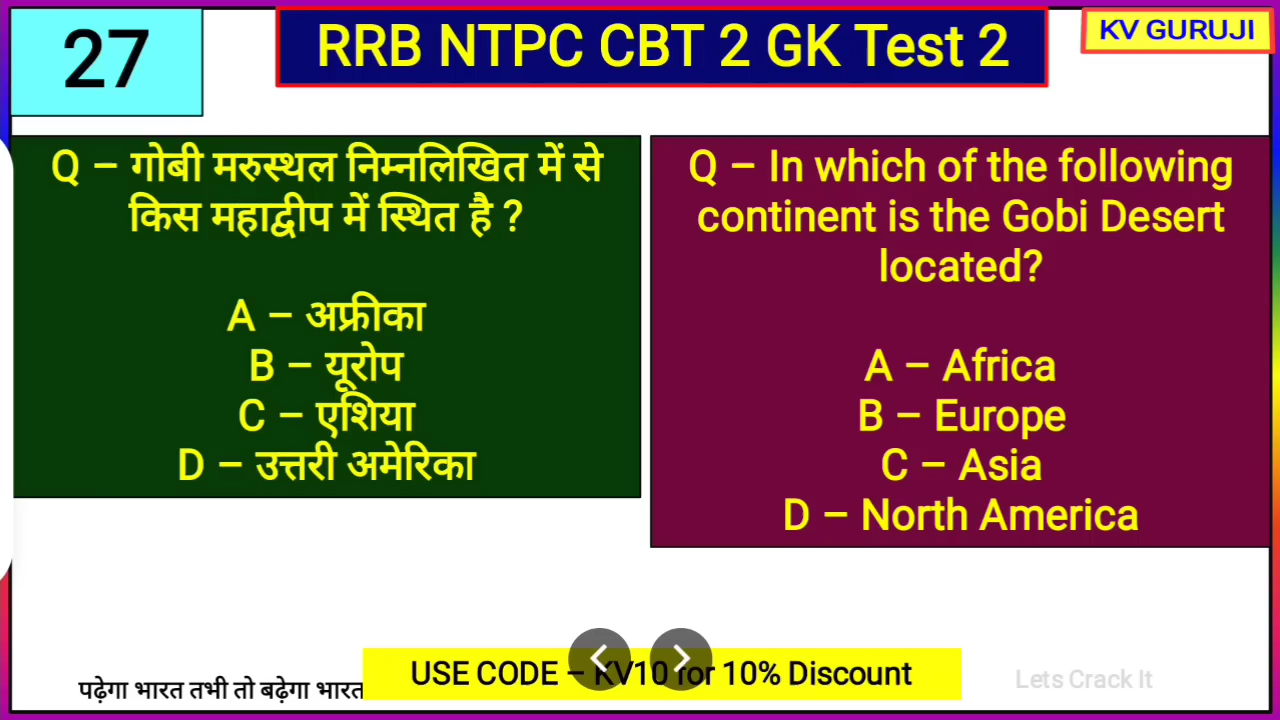 27
RRB NTPC CBT 2 GK Test 2
KV GURUJI
Q – गोबी मरुस्थल निम्नलिखित में से
किस महाद्वीप में स्थित है ?
A – अफ्रीका
B – यूरोप
C – एशिया
D – उत्तरी अमेरिका
Q – In which of the following
continent is the Gobi Desert
located?
A – Africa
B – Europe
C – Asia
D – North America
पढ़ेगा भारत तभी तो बढ़ेगा भारत
USE CODE – KV10 for 10% Discount
Lets Crack It